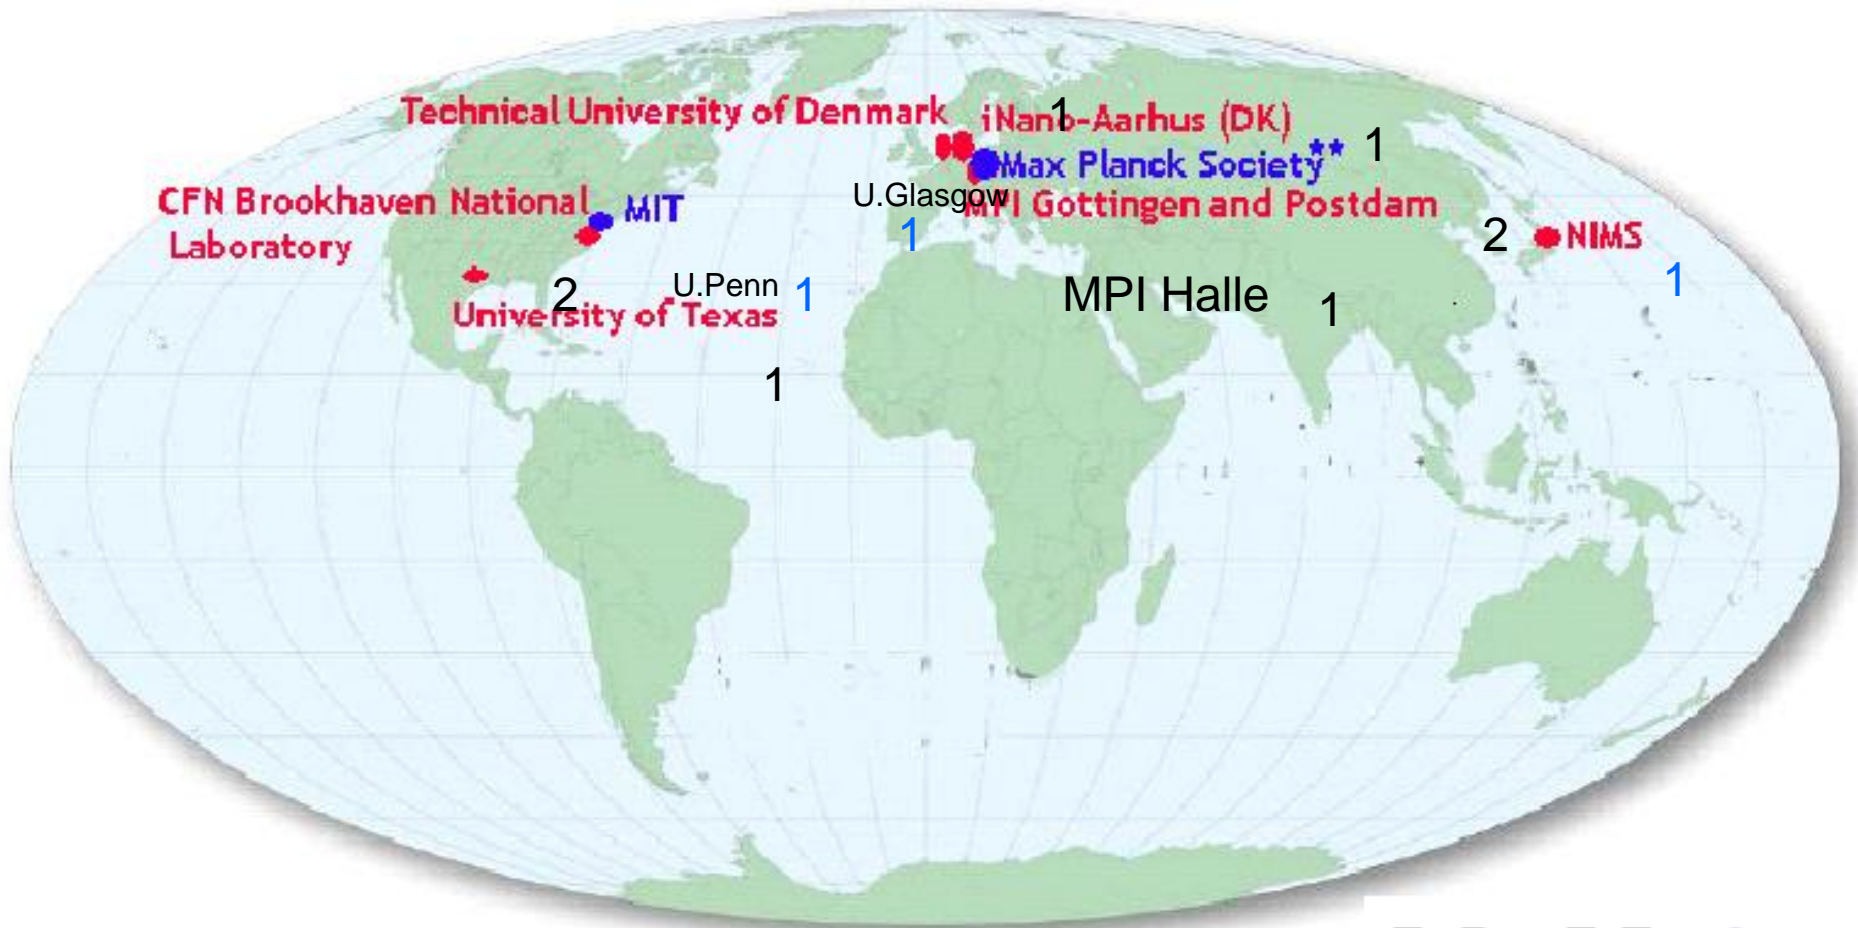 Technical University of Denmark
1
iNano-Aarhus (DK)
1
Max Planck Society**
U.Glasgow
MPI Gottingen and Postdam
CFN Brookhaven National
Laboratory
MIT
1
2
NIMS
1
2
U.Penn
1
MPI Halle
1
University of Texas
1